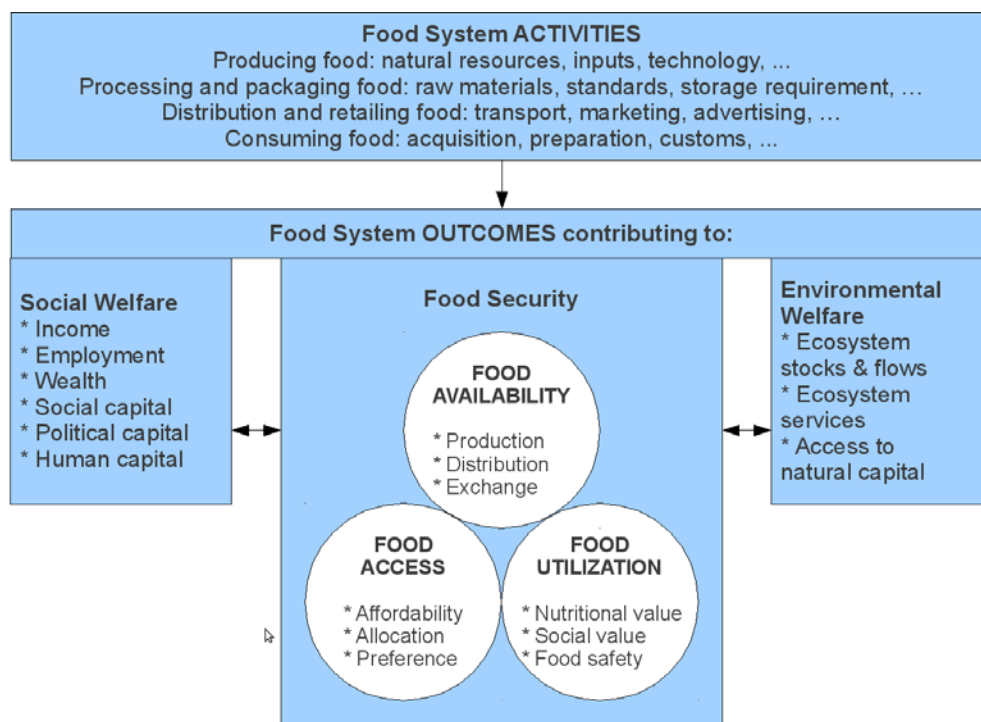 Food System ACTIVITIES
Producing food: natural resources, inputs, technology, ...
Processing and packaging food: raw materials, standards, storage requirement, …
Distribution and retailing food: transport, marketing, advertising, …
Consuming food: acquisition, preparation, customs, ...
Food System OUTCOMES contributing to:
Social Welfare
* Income
* Employment
* Wealth
* Social capital
* Political capital
* Human capital
Food Security
FOOD
AVAILABILITY
* Production
* Distribution
* Exchange
FOOD
ACCESS
* Affordability
* Allocation
* Preference
FOOD
UTILIZATION
* Nutritional value
* Social value
* Food safety
Environmental
Welfare
* Ecosystem
stocks & flows
* Ecosystem
services
* Access to
natural capital